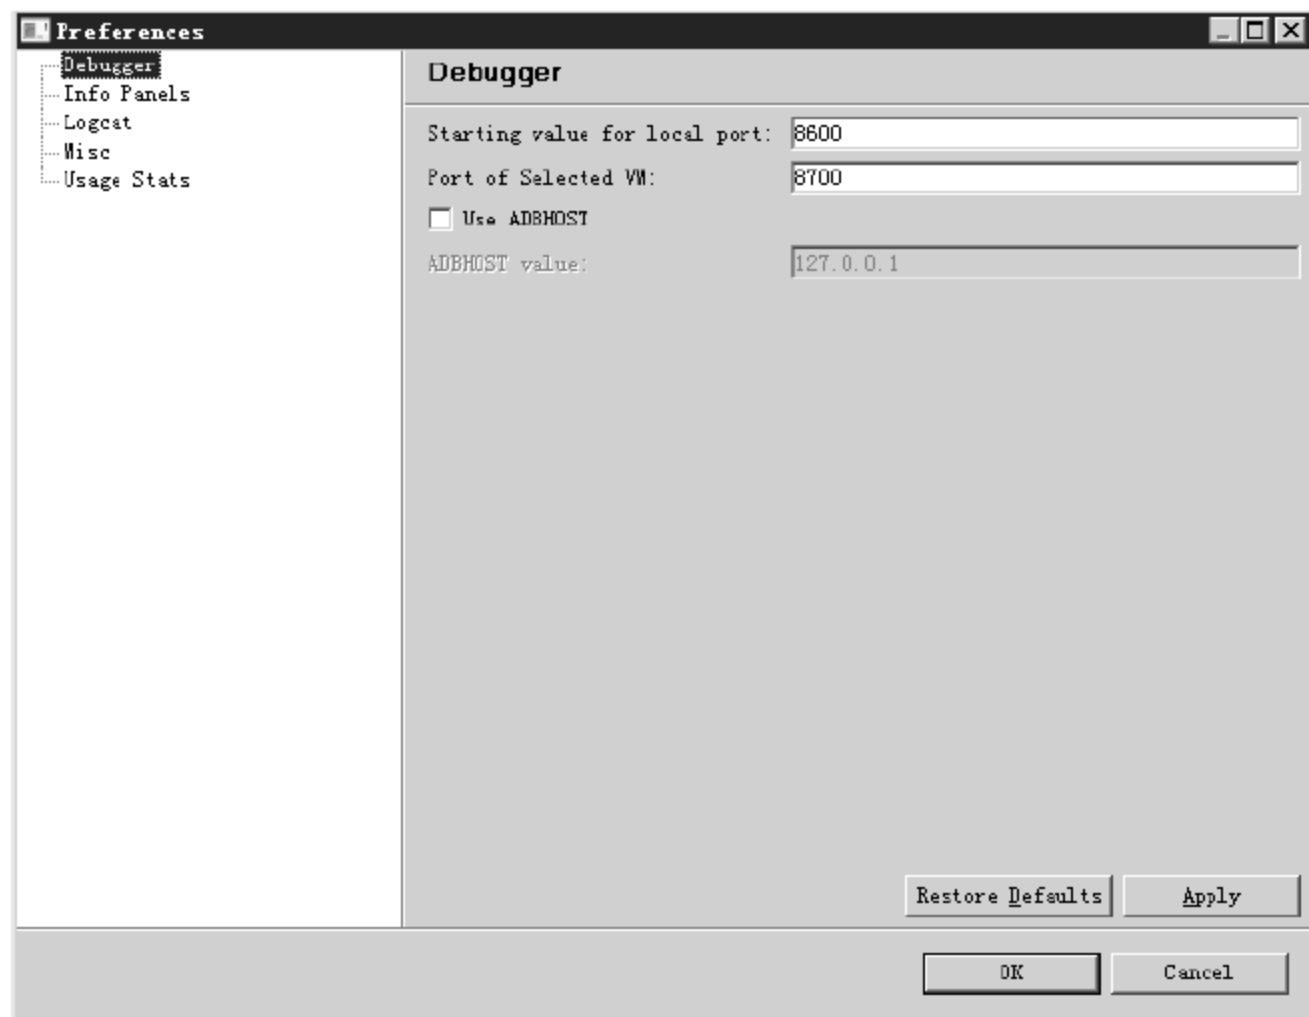 Preferences
Debugger
Info Panels
Logcat
Misc
Usage Stats
Debugger
Starting value for local port: 8600
Port of Selected VM: 8700
Use ADBHOST
ADBHOST value: 127.0.0.1
Restore Defaults Apply
OK Cancel